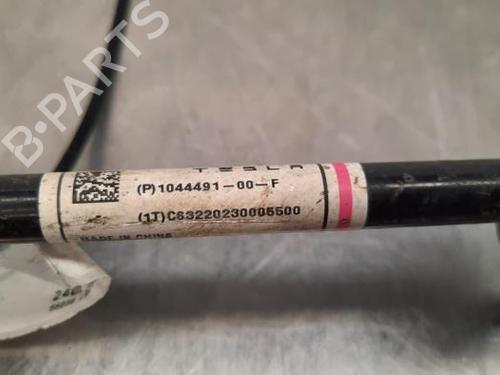 B-PARTS
TESLA
(P)1044491-00-F
(1T)C63220230005500
MADE IN CHINA